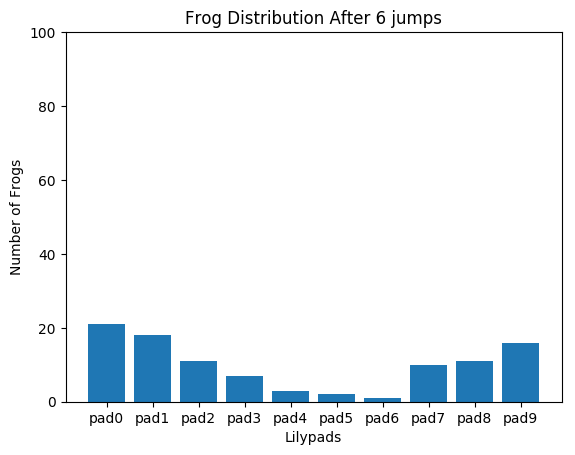 Frog Distribution After 6 jumps
100
80
60
40
20
0
Number of Frogs
pad0 pad1 pad2 pad3 pad4 pad5 pad6 pad7 pad8 pad9
Lilypads